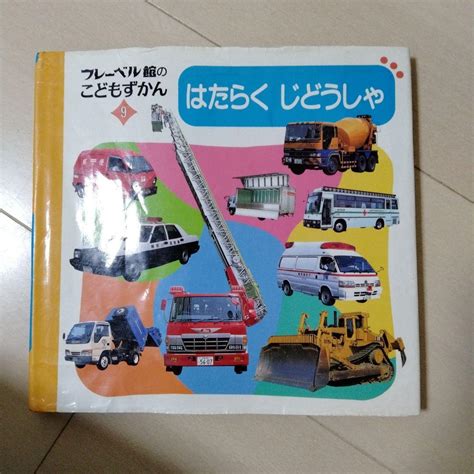 フレーベル館の
こどもずかん
9
はたらく じどうしゃ